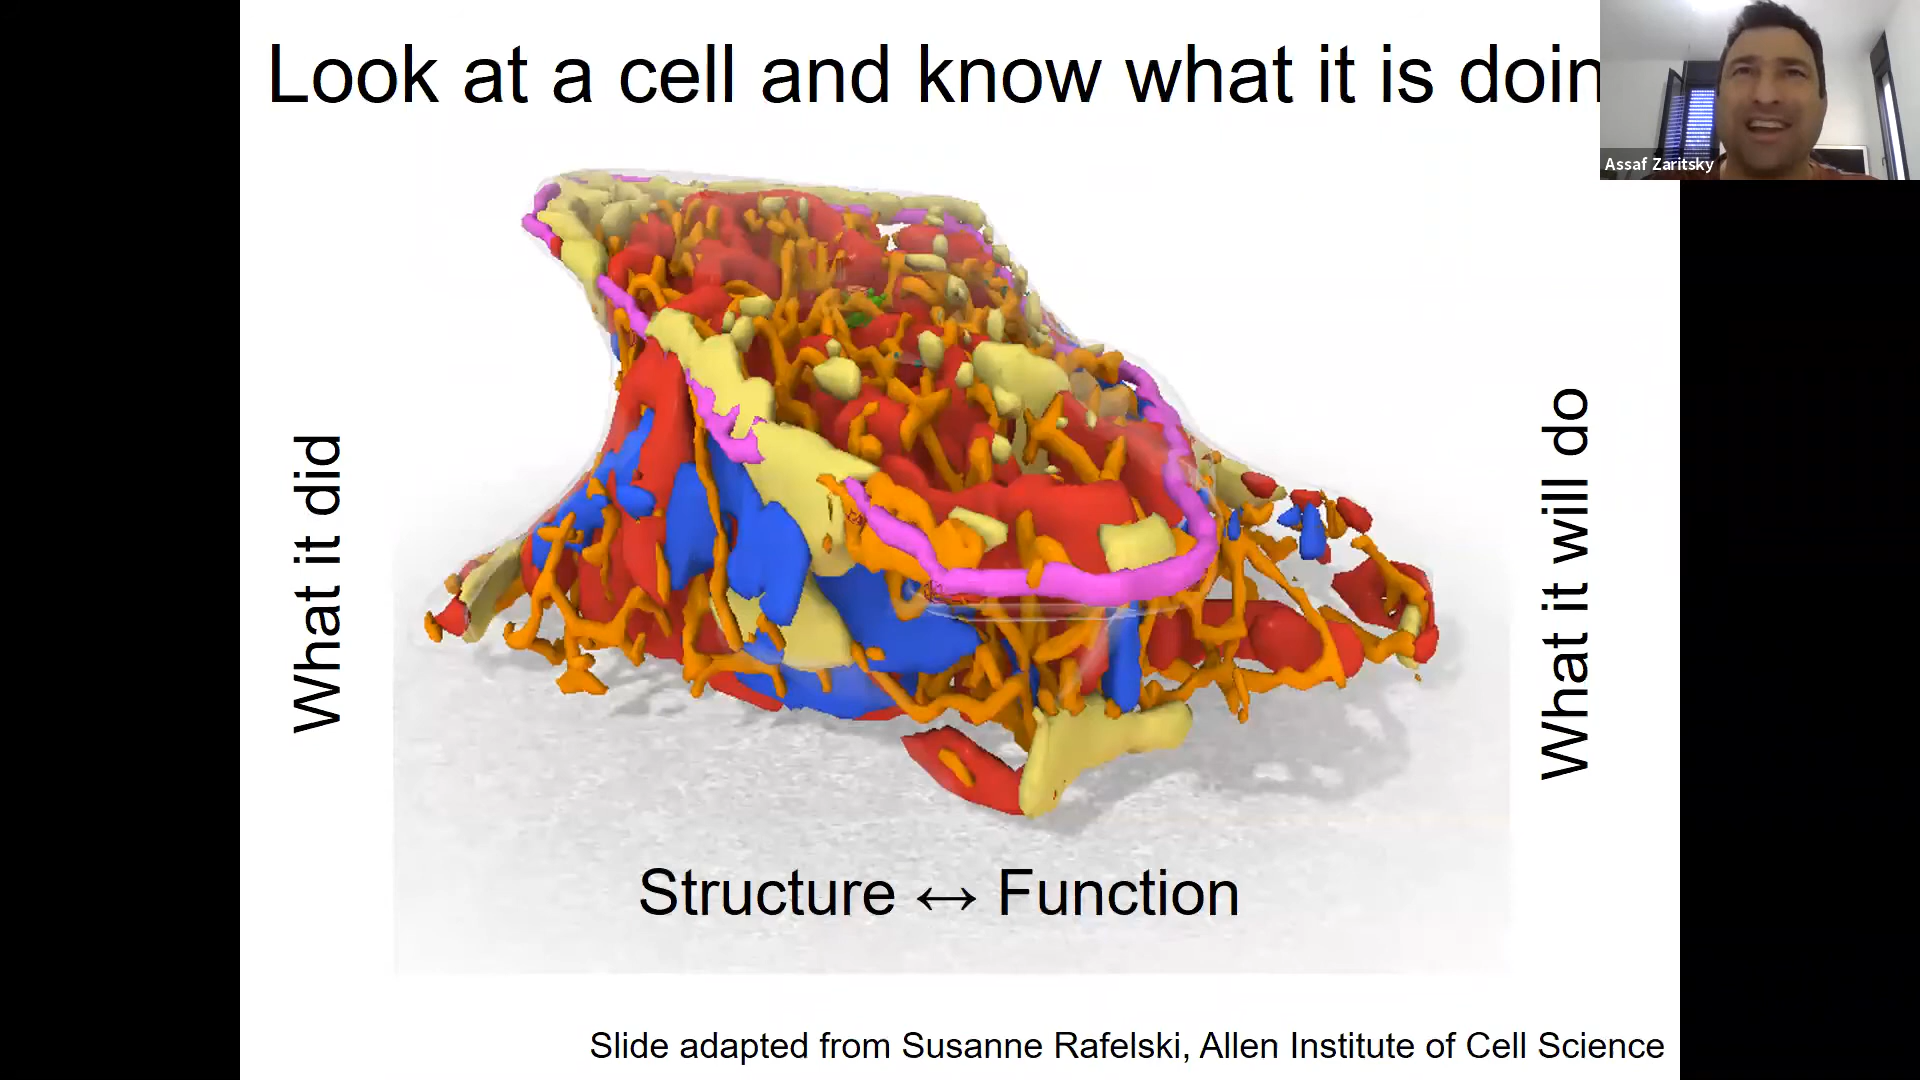 Look at a cell and know what it is doin
Assaf Zaritsky
What it did
What it will do
Structure ↔ Function
Slide adapted from Susanne Rafelski, Allen Institute of Cell Science